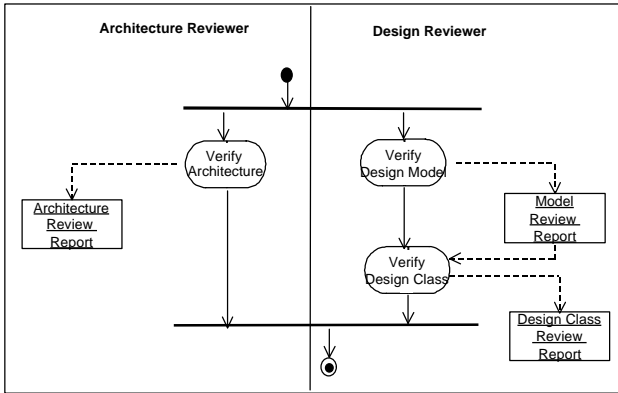 Architecture Reviewer
Design Reviewer
Verify
Architecture
Verify
Design Model
Architecture
Review
Report
Model
Review
Report
Verify
Design Class
Design Class
Review
Report